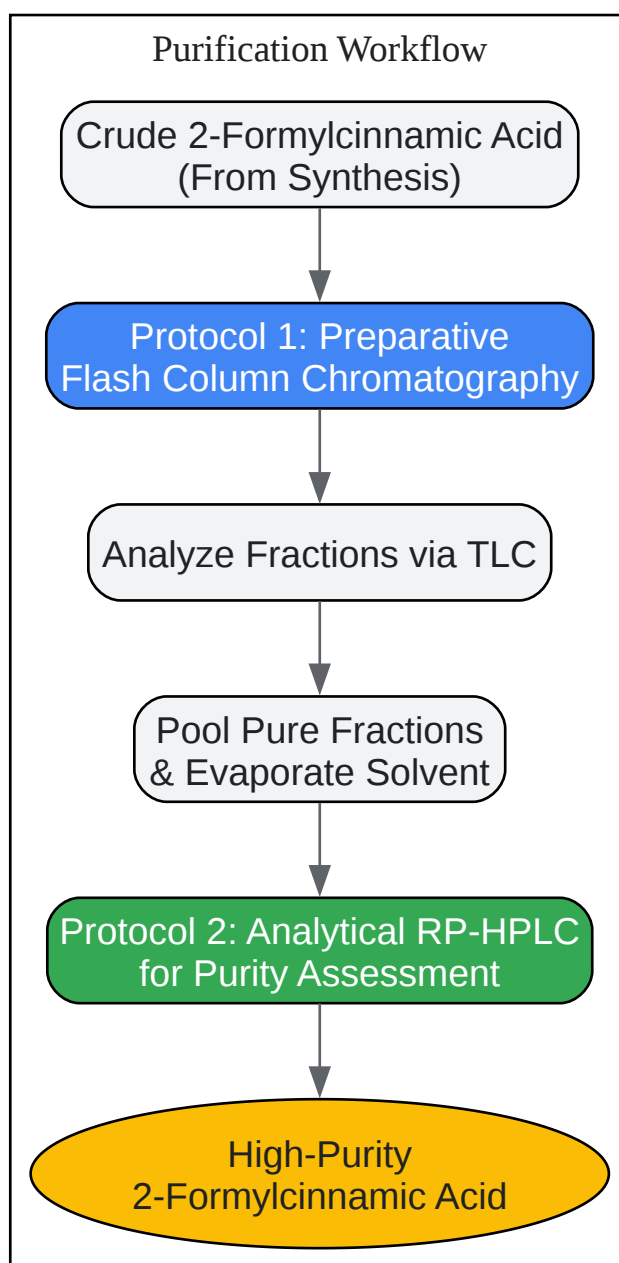 Purification Workflow
Crude 2-Formylcinnamic Acid
(From Synthesis)
Protocol 1: Preparative
Flash Column Chromatography
Analyze Fractions via TLC
Pool Pure Fractions
& Evaporate Solvent
Protocol 2: Analytical RP-HPLC
for Purity Assessment
High-Purity
2-Formylcinnamic Acid